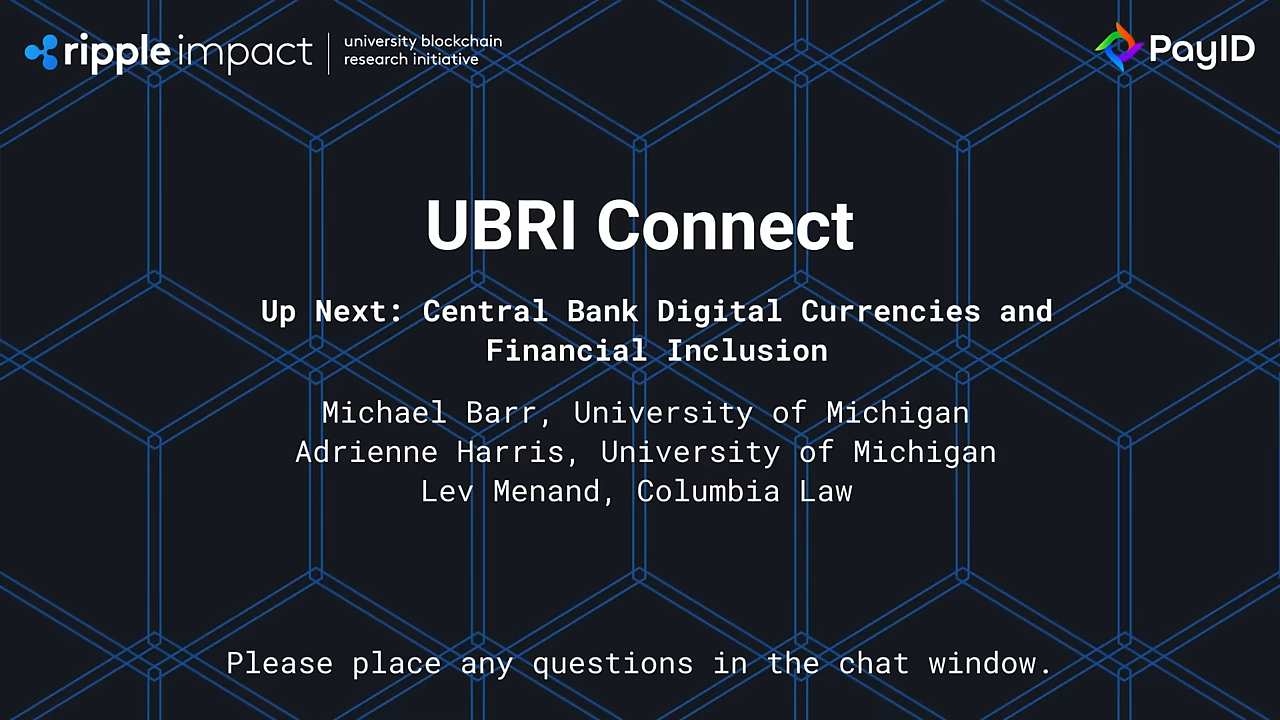 ripple impact
university blockchain
research initiative
PayID
UBRI Connect
Up Next: Central Bank Digital Currencies and
Financial Inclusion
Michael Barr, University of Michigan
Adrienne Harris, University of Michigan
Lev Menand, Columbia Law
Please place any questions in the chat window.